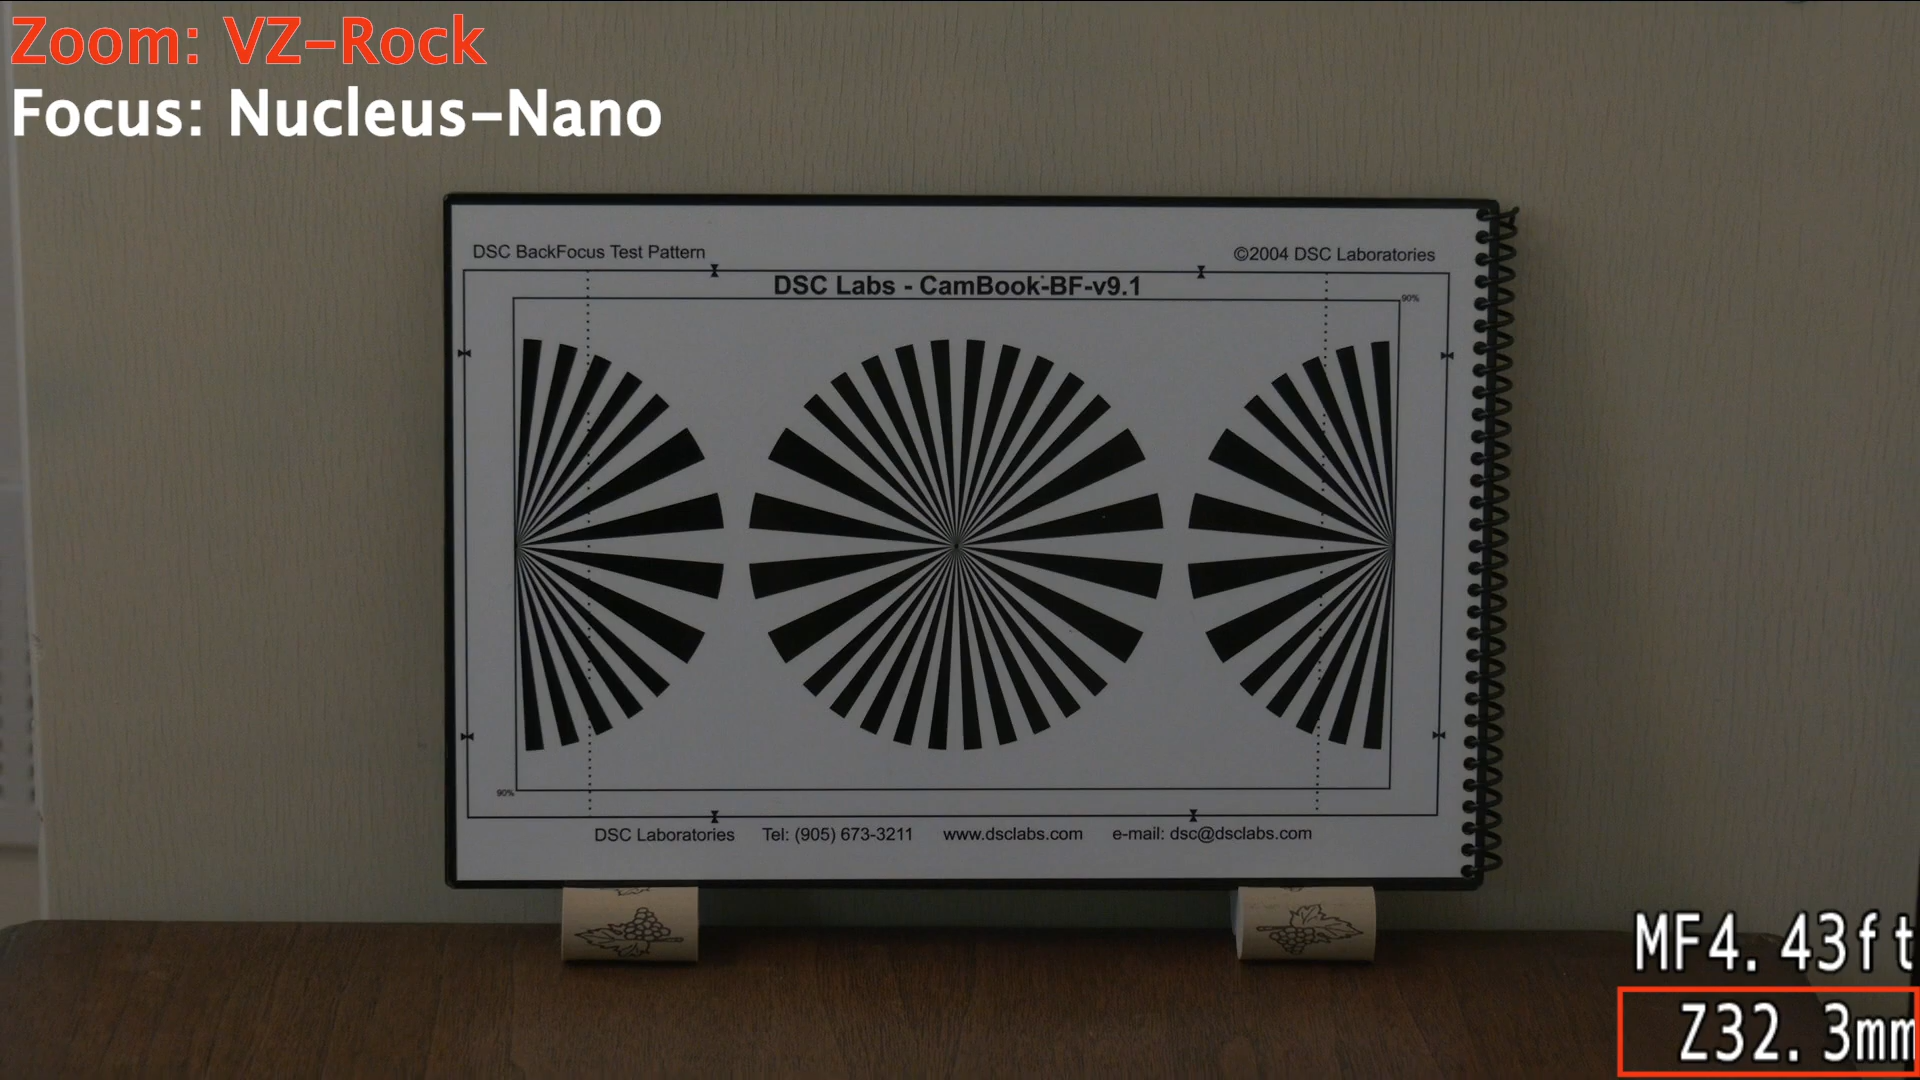 Zoom: VZ-Rock
Focus: Nucleus-Nano
DSC BackFocus Test Pattern
©2004 DSC Laboratories
DSC Labs - CamBook-BF-v9.1
90%
90%
DSC Laboratories Tel: (905) 673-3211 www.dsclabs.com e-mail: dsc@dsclabs.com
MF4.43ft
Z32.3mm